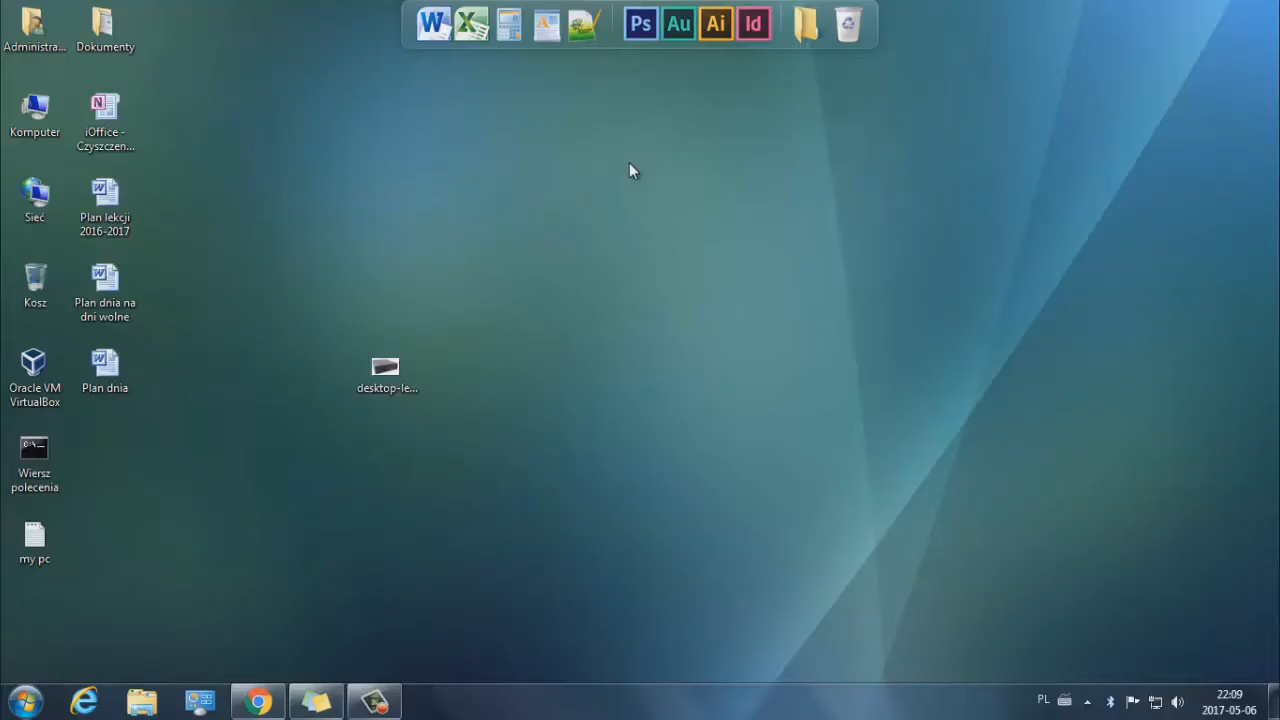 Administra...
Dokumenty
Ps
Au
Ai
Id
Komputer
iOffice -
Czyszczen...
Sieć
Plan lekcji
2016-2017
Kosz
Plan dnia na
dni wolne
Oracle VM
VirtualBox
Plan dnia
desktop-le...
Wiersz
polecenia
my pc
PL
22:09
2017-05-06